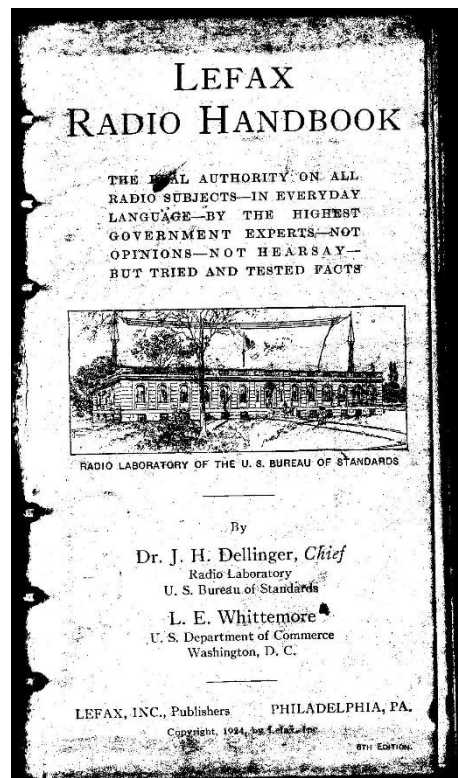 LEFAX
RADIO HANDBOOK
THE AUTHORITY ON ALL
RADIO SUBJECTS—IN EVERYDAY
LANGUAGE—BY THE HIGHEST
GOVERNMENT EXPERTS—NOT
OPINIONS—NOT HEARSAY—
BUT TRIED AND TESTED FACTS
RADIO LABORATORY OF THE U. S. BUREAU OF STANDARDS
By
Dr. J. H. Dellinger, Chief
Radio Laboratory
U. S. Bureau of Standards
L. E. Whittemore
U. S. Department of Commerce
Washington, D. C.
LEFAX, INC., Publishers PHILADELPHIA, PA.
Copyright, 1924, by Lefax, Inc
6TH EDITION.